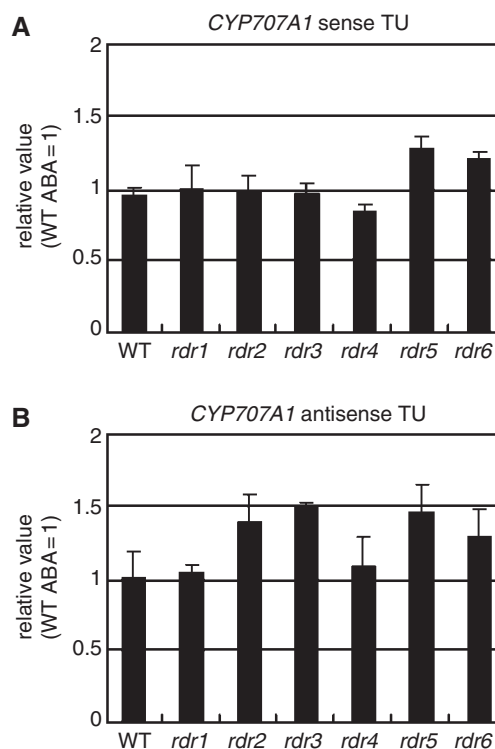 A
CYP707A1 sense TU
relative value
(WT ABA = 1)
2
1.5
1
0.5
0
WT rdr1 rdr2 rdr3 rdr4 rdr5 rdr6
B
CYP707A1 antisense TU
relative value
(WT ABA = 1)
2
1.5
1
0.5
0
WT rdr1 rdr2 rdr3 rdr4 rdr5 rdr6